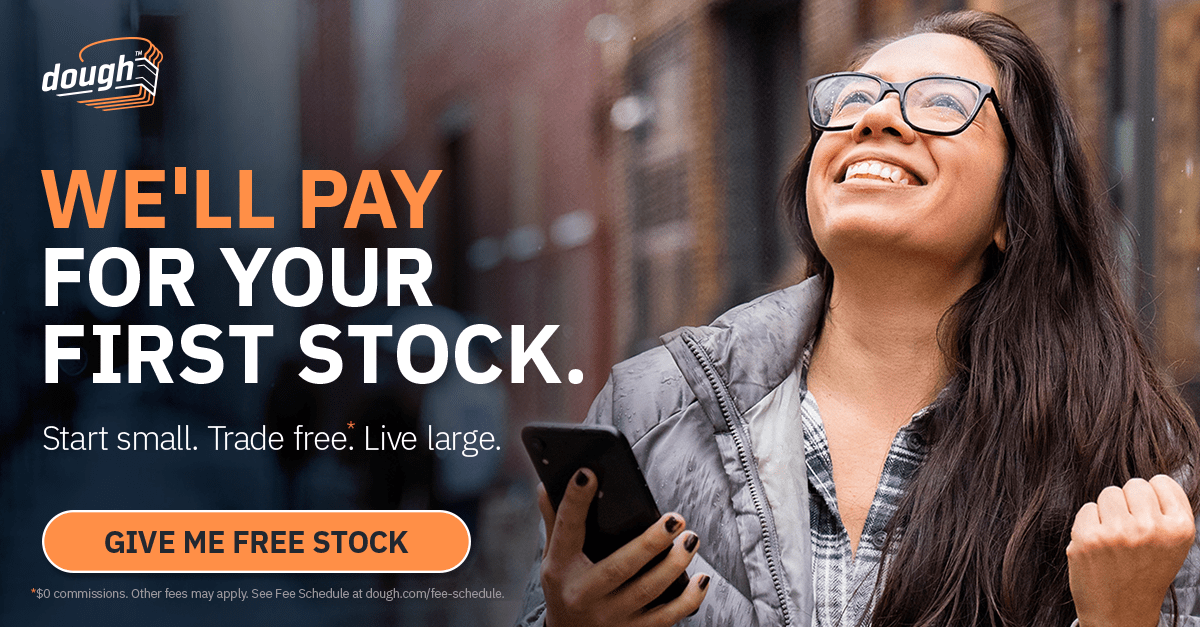 dough™
WE'LL PAY
FOR YOUR
FIRST STOCK.
Start small. Trade free.* Live large.
GIVE ME FREE STOCK
*$0 commissions. Other fees may apply. See Fee Schedule at dough.com/fee-schedule.